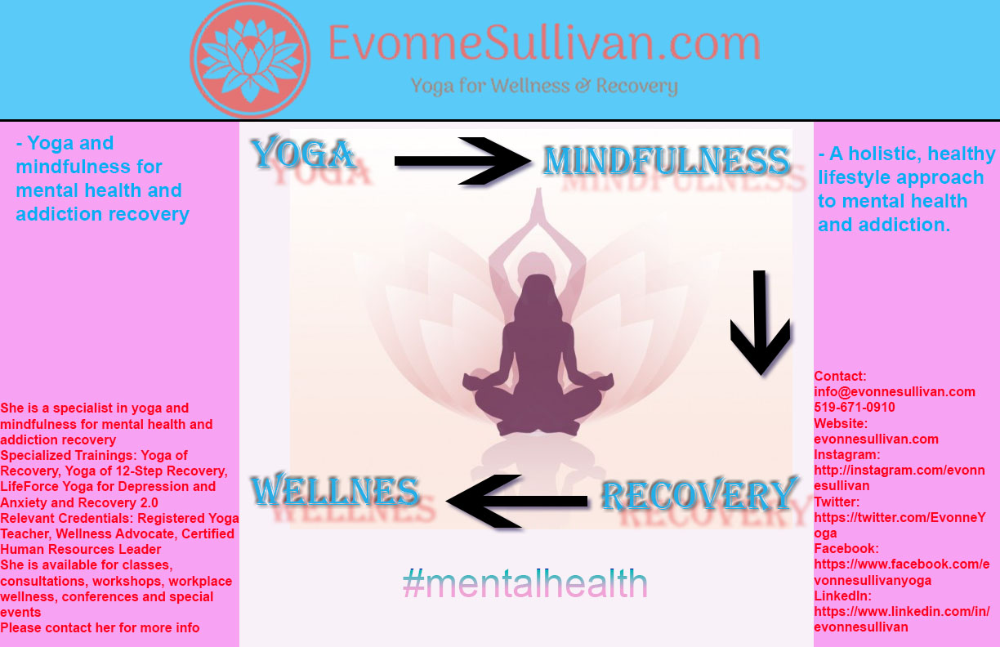 EvonneSullivan.com
Yoga for Wellness & Recovery
- Yoga and
mindfulness for
mental health and
addiction recovery
YOGA
MINDFULNESS
- A holistic, healthy
lifestyle approach
to mental health
and addiction.
She is a specialist in yoga and
mindfulness for mental health and
addiction recovery
Specialized Trainings: Yoga of
Recovery, Yoga of 12-Step Recovery,
LifeForce Yoga for Depression and
Anxiety and Recovery 2.0
Relevant Credentials: Registered Yoga
Teacher, Wellness Advocate, Certified
Human Resources Leader
She is available for classes,
consultations, workshops, workplace
wellness, conferences and special
events
Please contact her for more info
WELLNES
RECOVERY
#mentalhealth
Contact:
info@evonnesullivan.com
519-671-0910
Website:
evonnesullivan.com
Instagram:
http://instagram.com/evonn
esullivan
Twitter:
https://twitter.com/EvonneY
oga
Facebook:
https://www.facebook.com/e
vonnesullivanyoga
LinkedIn:
https://www.linkedin.com/in/
evonnesullivan